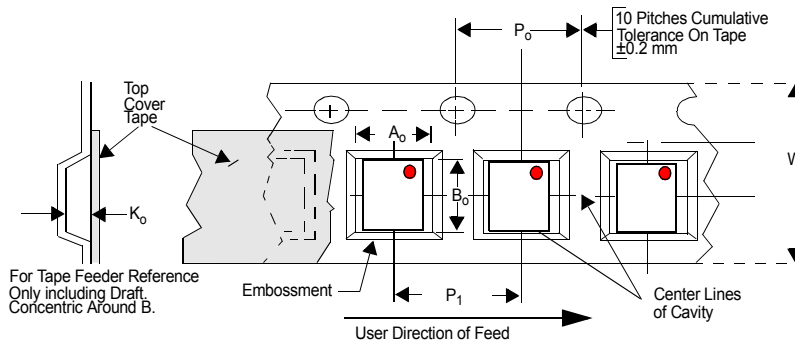 10 Pitches Cumulative
Tolerance On Tape
±0.2 mm
Po
Top
Cover
Tape
Ao
W
Bo
Ko
For Tape Feeder Reference
Only including Draft.
Concentric Around B.
Embossment
P1
Center Lines
of Cavity
User Direction of Feed